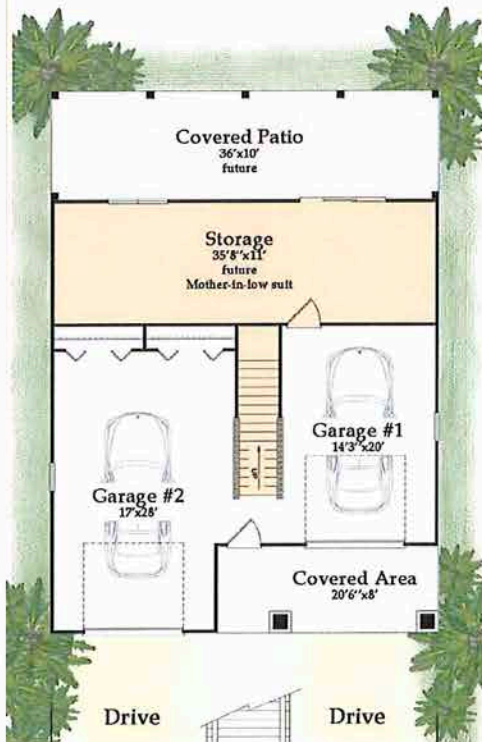 Covered Patio
36'x10'
future
Storage
35'8"x11'
future
Mother-in-low suit
Garage #1
14'3"x20'
Garage #2
17'x28'
Covered Area
20'6"x8'
Drive
Drive